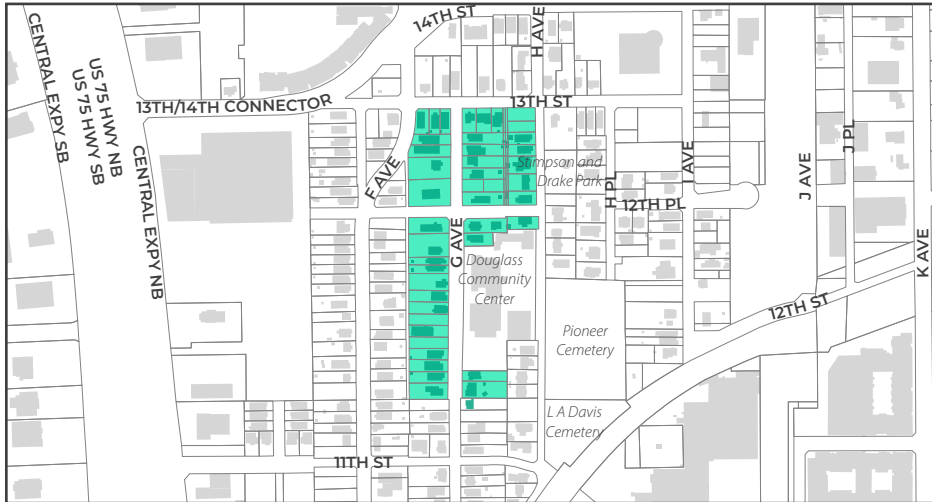 14TH ST
H AVE
CENTRAL EXPY SB
US 75 HWY NB
US 75 HWY SB
13TH/14TH CONNECTOR
13TH ST
CENTRAL EXPY NB
F AVE
Stimpson and
Drake Park
H PL
I AVE
12TH PL
J AVE
J PL
K AVE
G AVE
Douglass
Community
Center
12TH ST
Pioneer
Cemetery
L A Davis
Cemetery
11TH ST